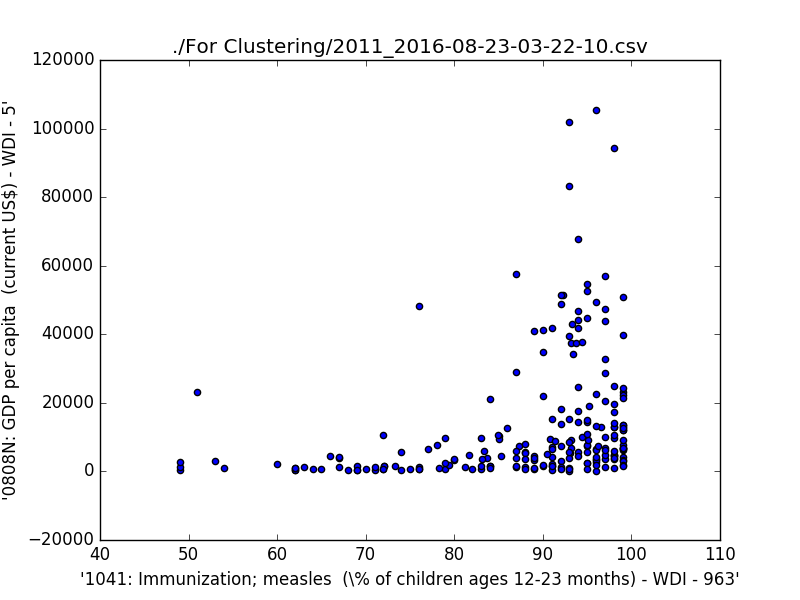 ./For Clustering/2011_2016-08-23-03-22-10.csv
120000
100000
80000
60000
40000
20000
0
−20000
'0808N: GDP per capita  (current US$) - WDI - 5'
40 50 60 70 80 90 100 110
'1041: Immunization; measles  (\% of children ages 12-23 months) - WDI - 963'